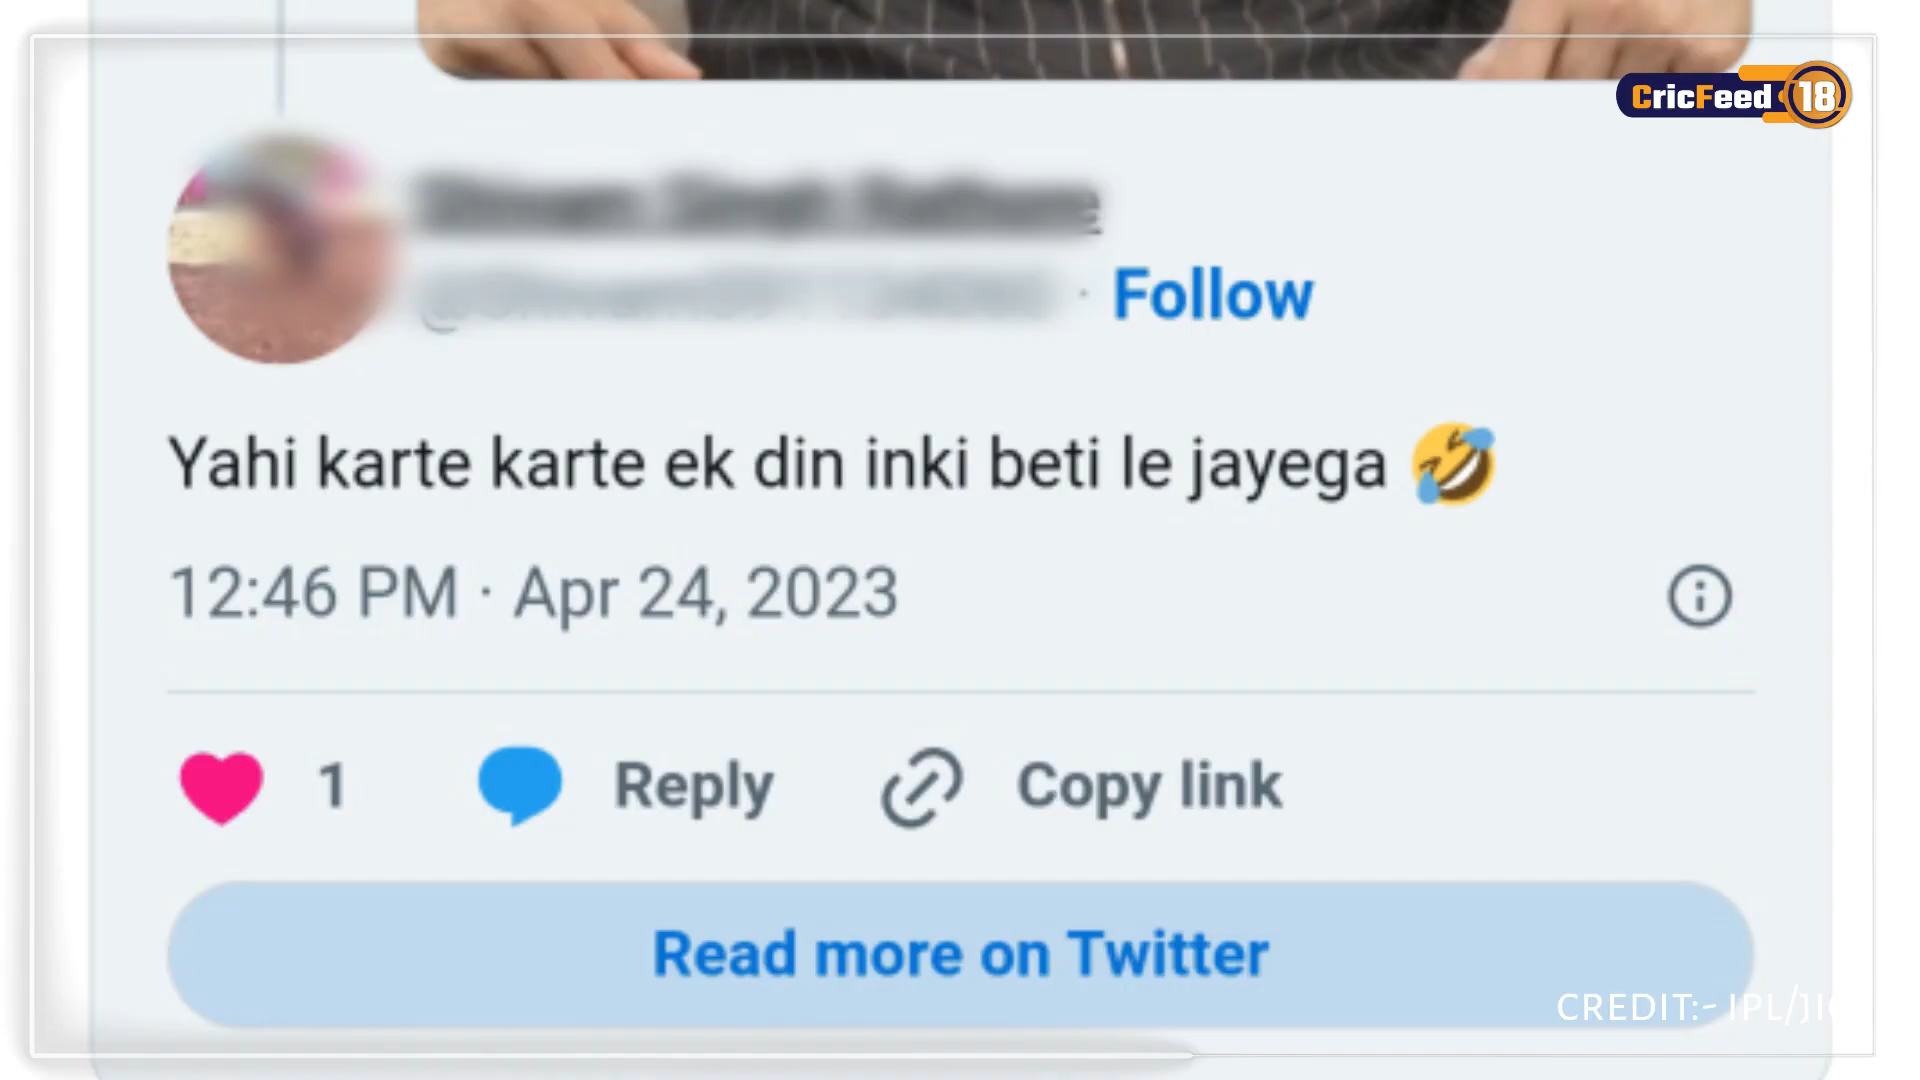 CricFeed 18
Follow
Yahi karte karte ek din inki beti le jayega 🤣
12:46 PM · Apr 24, 2023
1 Reply Copy link
Read more on Twitter
CREDIT:- IPL/JI